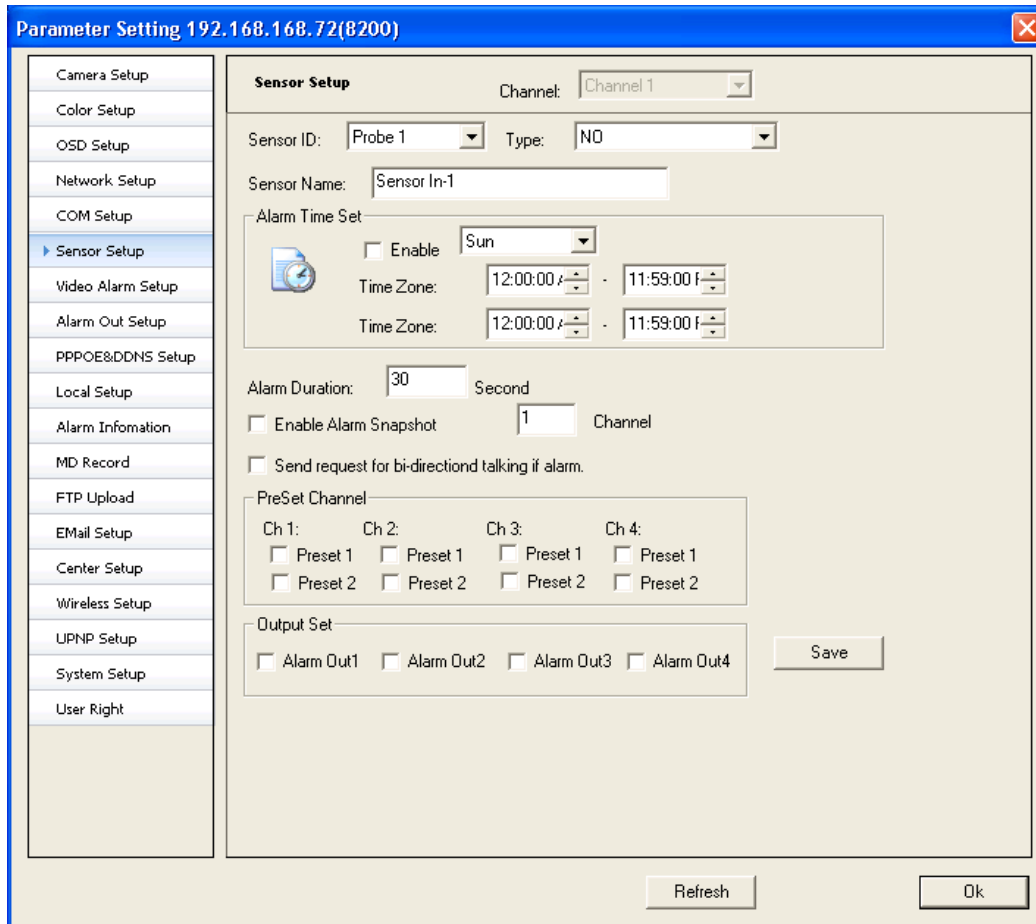 Parameter Setting 192.168.168.72(8200)
Camera Setup
Color Setup
OSD Setup
Network Setup
COM Setup
Sensor Setup
Video Alarm Setup
Alarm Out Setup
PPPOE&DDNS Setup
Local Setup
Alarm Infomation
MD Record
FTP Upload
EMail Setup
Center Setup
Wireless Setup
UPNP Setup
System Setup
User Right
Sensor Setup Channel: Channel 1
Sensor ID: Probe 1 Type: NO
Sensor Name: Sensor In-1
Alarm Time Set
Enable Sun
Time Zone: 12:00:00 - 11:59:00
Time Zone: 12:00:00 - 11:59:00
Alarm Duration: 30 Second
Enable Alarm Snapshot 1 Channel
Send request for bi-directiond talking if alarm.
PreSet Channel
Ch 1: Ch 2: Ch 3: Ch 4:
Preset 1 Preset 1 Preset 1 Preset 1
Preset 2 Preset 2 Preset 2 Preset 2
Output Set
Alarm Out1 Alarm Out2 Alarm Out3 Alarm Out4
Save
Refresh Ok